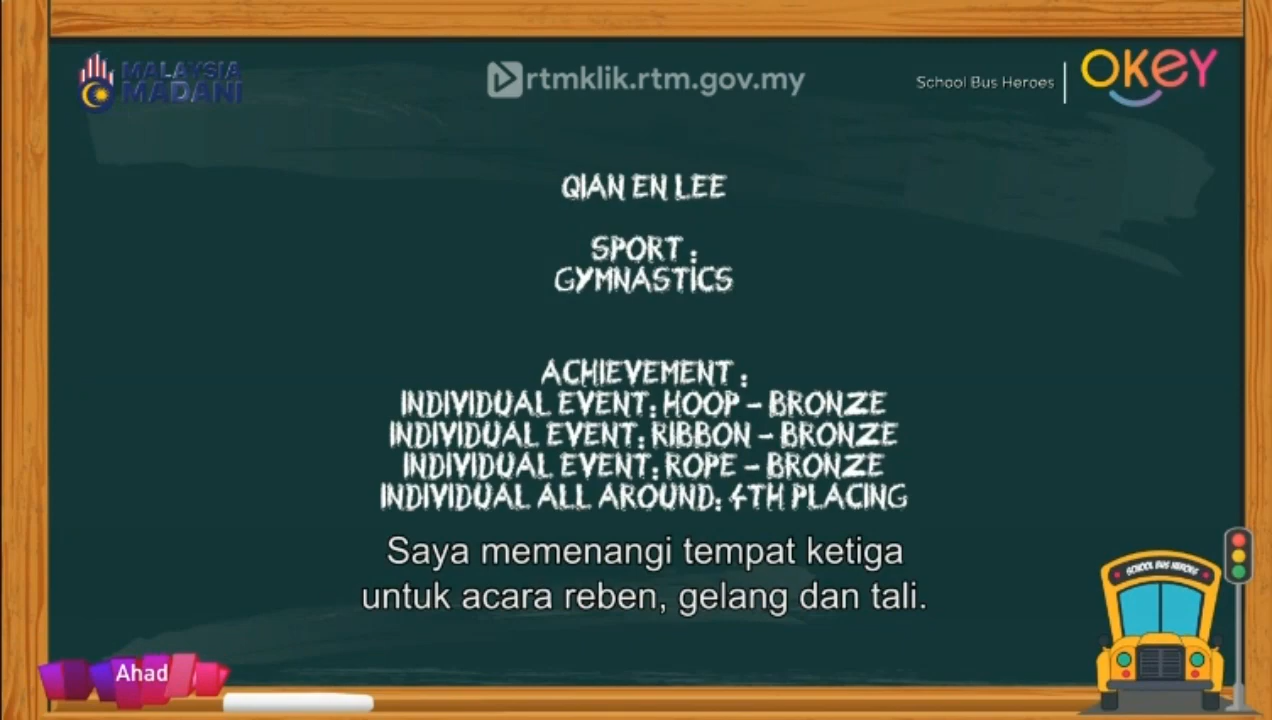 MALAYSIA
MADANI
rtmklik.rtm.gov.my
School Bus Heroes
OKEY
QIAN EN LEE
SPORT :
GYMNASTICS
ACHIEVEMENT :
INDIVIDUAL EVENT: HOOP – BRONZE
INDIVIDUAL EVENT: RIBBON – BRONZE
INDIVIDUAL EVENT: ROPE – BRONZE
INDIVIDUAL ALL AROUND: 4TH PLACING
Saya memenangi tempat ketiga
untuk acara reben, gelang dan tali.
SCHOOL BUS HEROES
Ahad